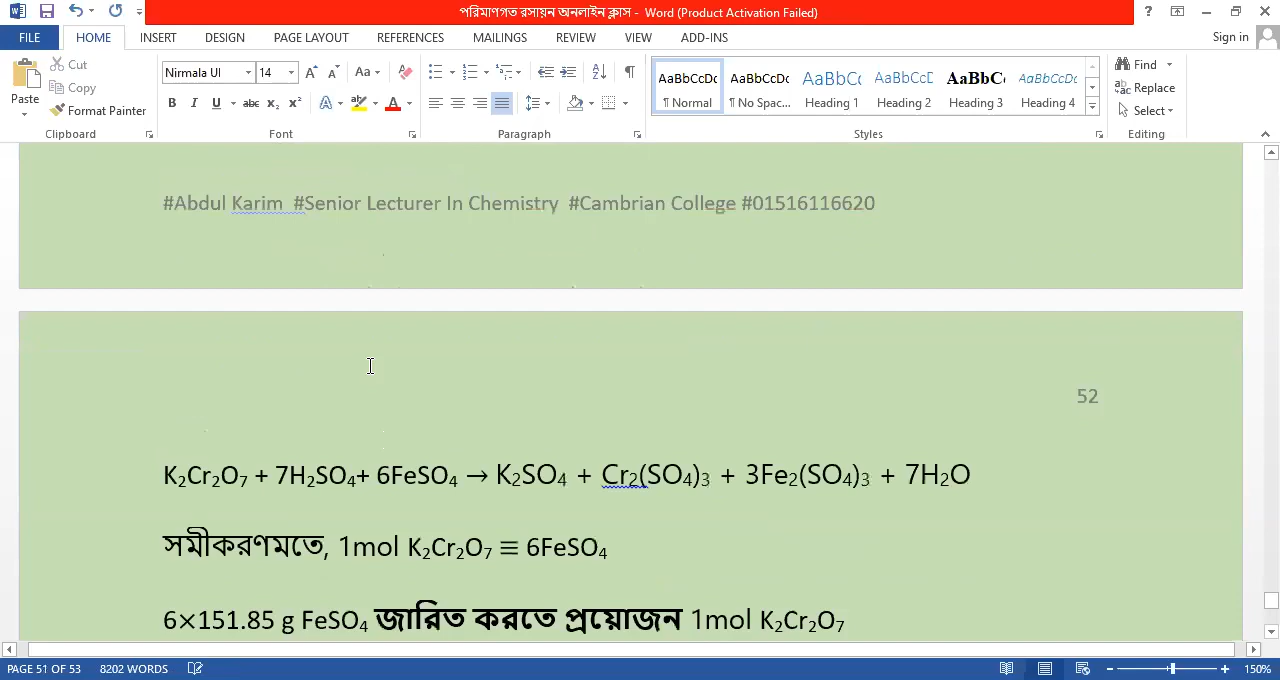 পরিমাণগত রসায়ন অনলাইন ক্লাস - Word (Product Activation Failed)
FILE HOME INSERT DESIGN PAGE LAYOUT REFERENCES MAILINGS REVIEW VIEW ADD-INS Sign in
Paste Cut Copy Format Painter
Nirmala UI 14
AaBbCcDc ¶ Normal AaBbCcDc ¶ No Spac... AaBbCc Heading 1 AaBbCcD Heading 2 AaBbC Heading 3 AaBbCcDc Heading 4
Find Replace Select
Clipboard Font Paragraph Styles Editing
#Abdul Karim #Senior Lecturer In Chemistry #Cambrian College #01516116620
52
K₂Cr₂O₇ + 7H₂SO₄+ 6FeSO₄ → K₂SO₄ + Cr₂(SO₄)₃ + 3Fe₂(SO₄)₃ + 7H₂O
সমীকরণমতে, 1mol K₂Cr₂O₇ ≡ 6FeSO₄
6×151.85 g FeSO₄ জারিত করতে প্রয়োজন 1mol K₂Cr₂O₇
PAGE 51 OF 53 8202 WORDS 150%